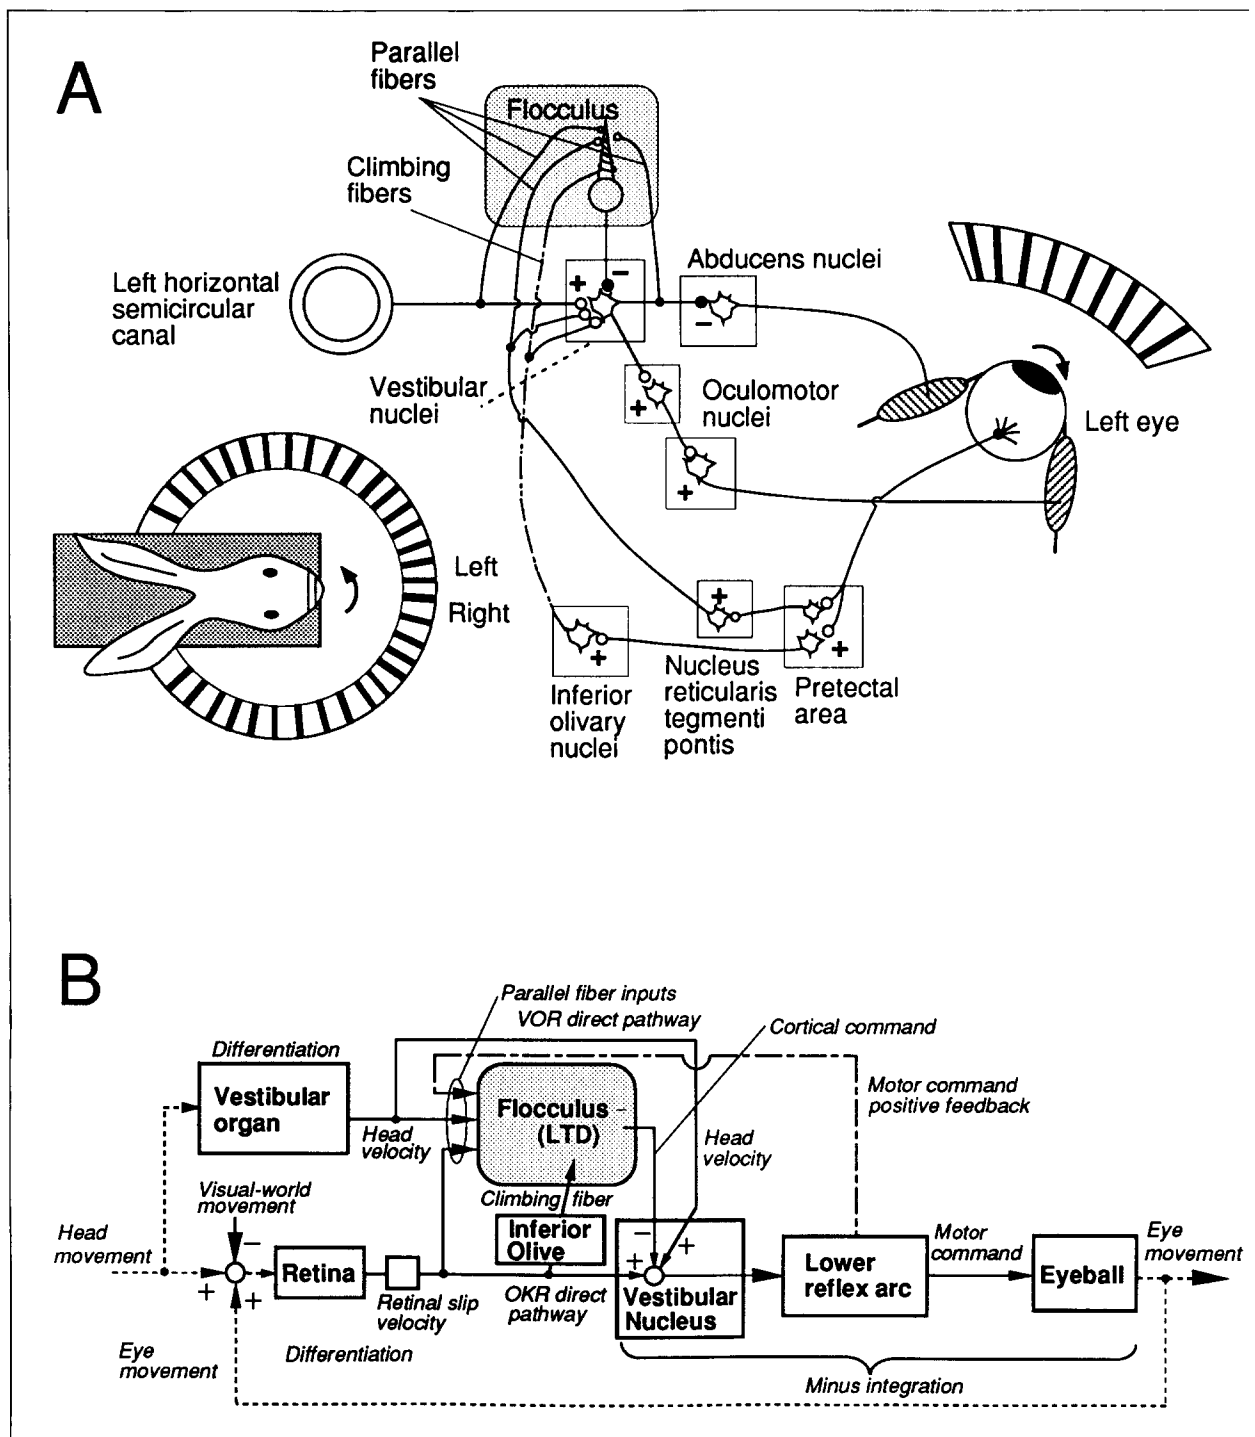 A
Parallel
fibers
Flocculus
Climbing
fibers
Left horizontal
semicircular
canal
+
−
Abducens nuclei
−
Vestibular
nuclei
+
Oculomotor
nuclei
+
Left eye
Left
Right
+
+
+
Inferior
olivary
nuclei
Nucleus
reticularis
tegmenti
pontis
Pretectal
area
B
Parallel fiber inputs
VOR direct pathway
Cortical command
Differentiation
Vestibular
organ
Flocculus −
(LTD)
Motor command
positive feedback
Head
velocity
Head
velocity
Visual-world
movement
Climbing fiber
Head
movement
−
+
+
Retina
Retinal slip
velocity
Inferior
Olive
OKR direct
pathway
−
+
+
Vestibular
Nucleus
Lower
reflex arc
Motor
command
Eyeball
Eye
movement
Eye
movement
Differentiation
Minus integration